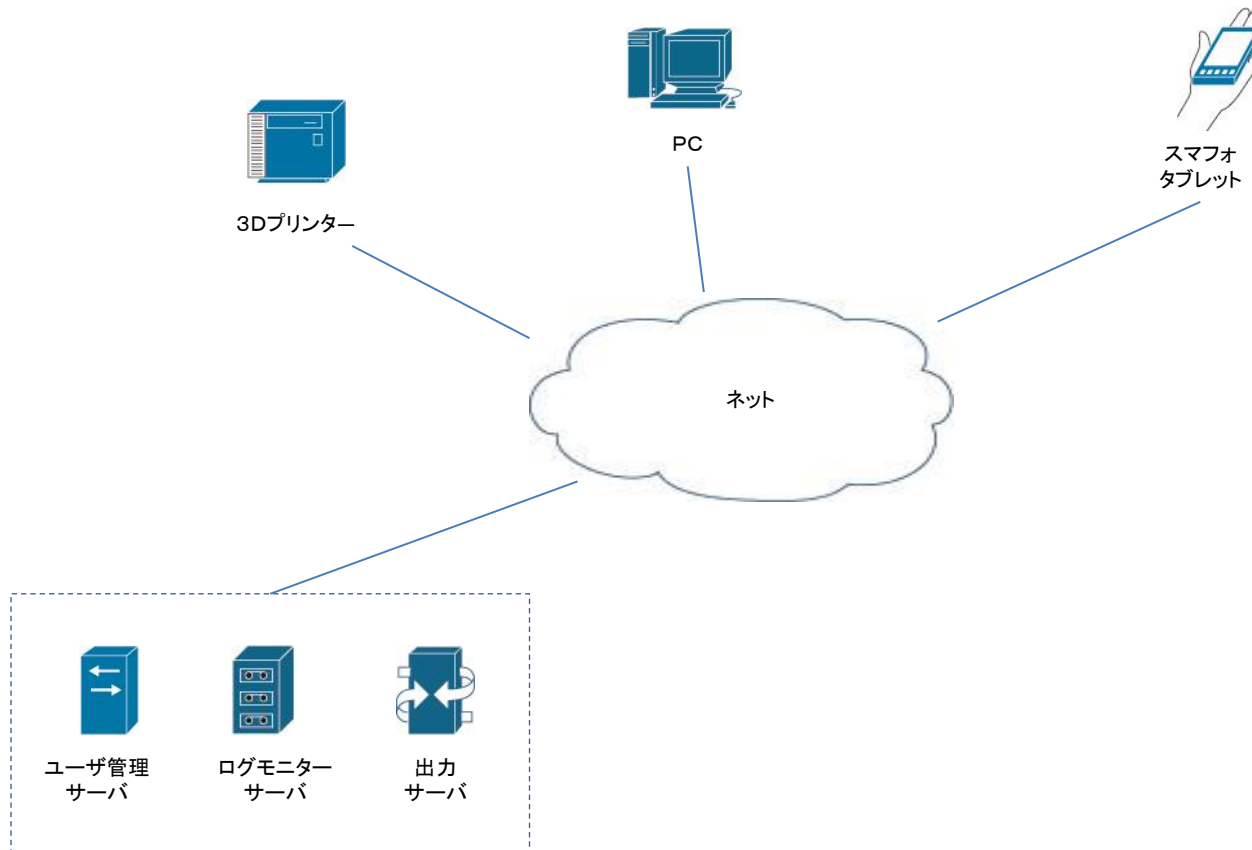 PC
スマフォ
タブレット
3Dプリンター
ネット
ユーザ管理
サーバ
ログモニター
サーバ
出力
サーバ